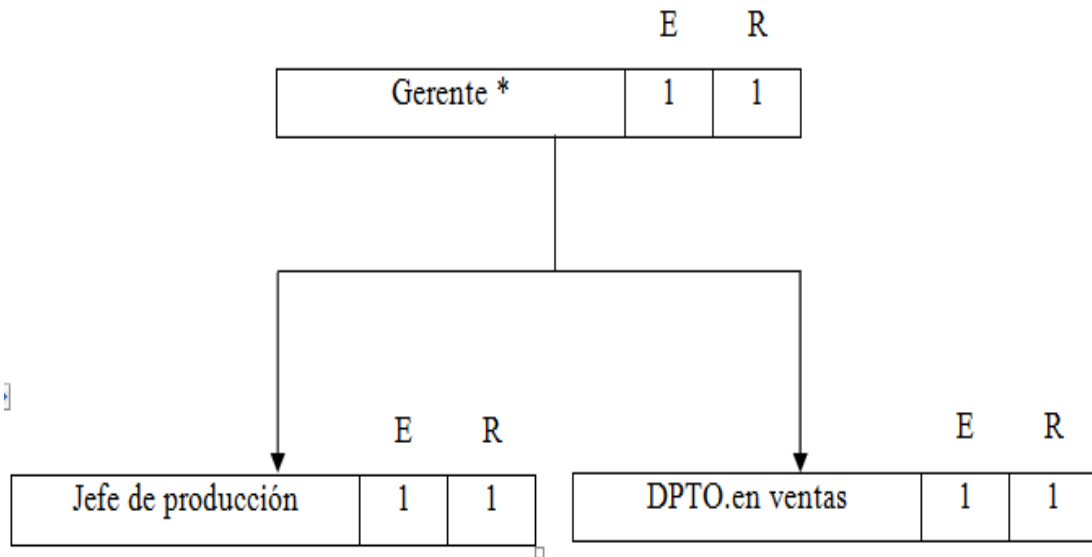 E R
Gerente * 1 1
E R
Jefe de producción 1 1
E R
DPTO.en ventas 1 1